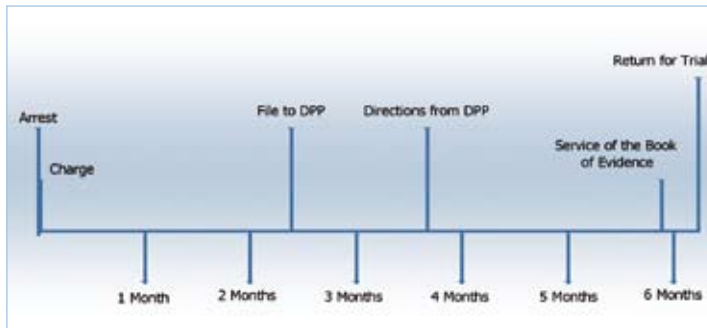 Return for Trial
Arrest
File to DPP
Directions from DPP
Charge
Service of the Book
of Evidence
1 Month
2 Months
3 Months
4 Months
5 Months
6 Months